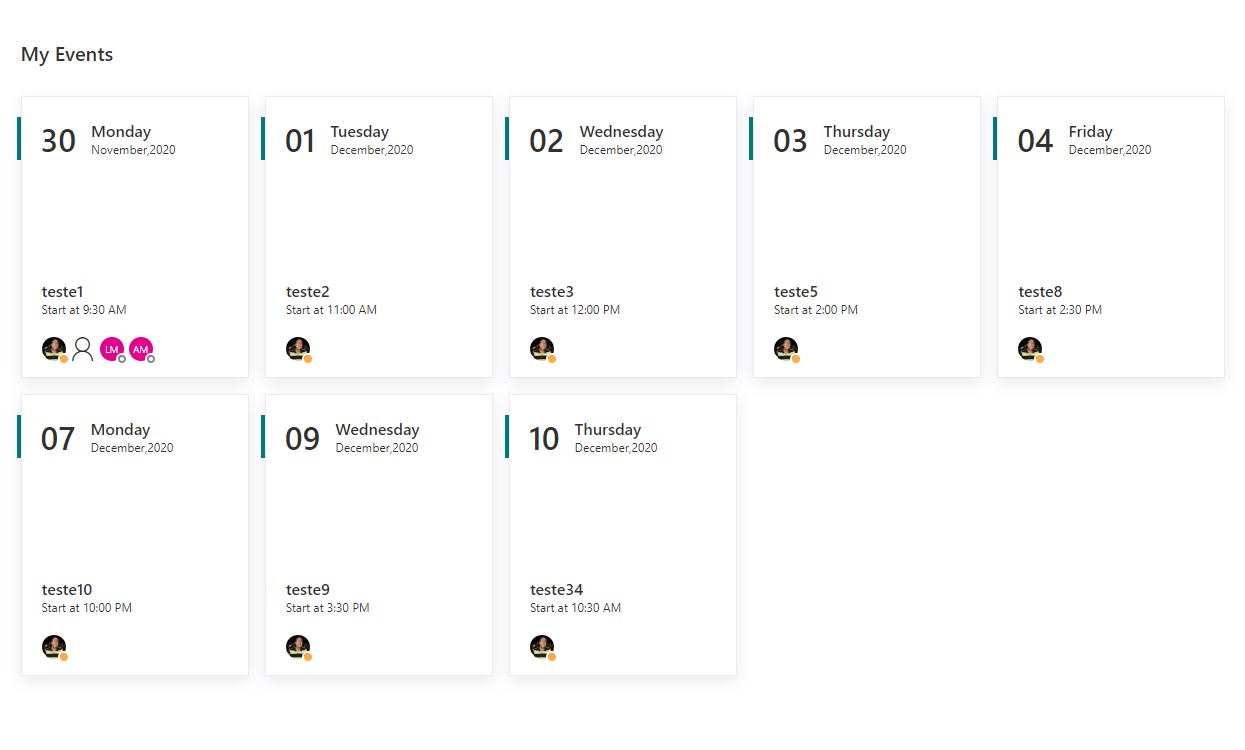 My Events
30 Monday
November,2020
teste1
Start at 9:30 AM
LM AM
01 Tuesday
December,2020
teste2
Start at 11:00 AM
02 Wednesday
December,2020
teste3
Start at 12:00 PM
03 Thursday
December,2020
teste5
Start at 2:00 PM
04 Friday
December,2020
teste8
Start at 2:30 PM
07 Monday
December,2020
teste10
Start at 10:00 PM
09 Wednesday
December,2020
teste9
Start at 3:30 PM
10 Thursday
December,2020
teste34
Start at 10:30 AM